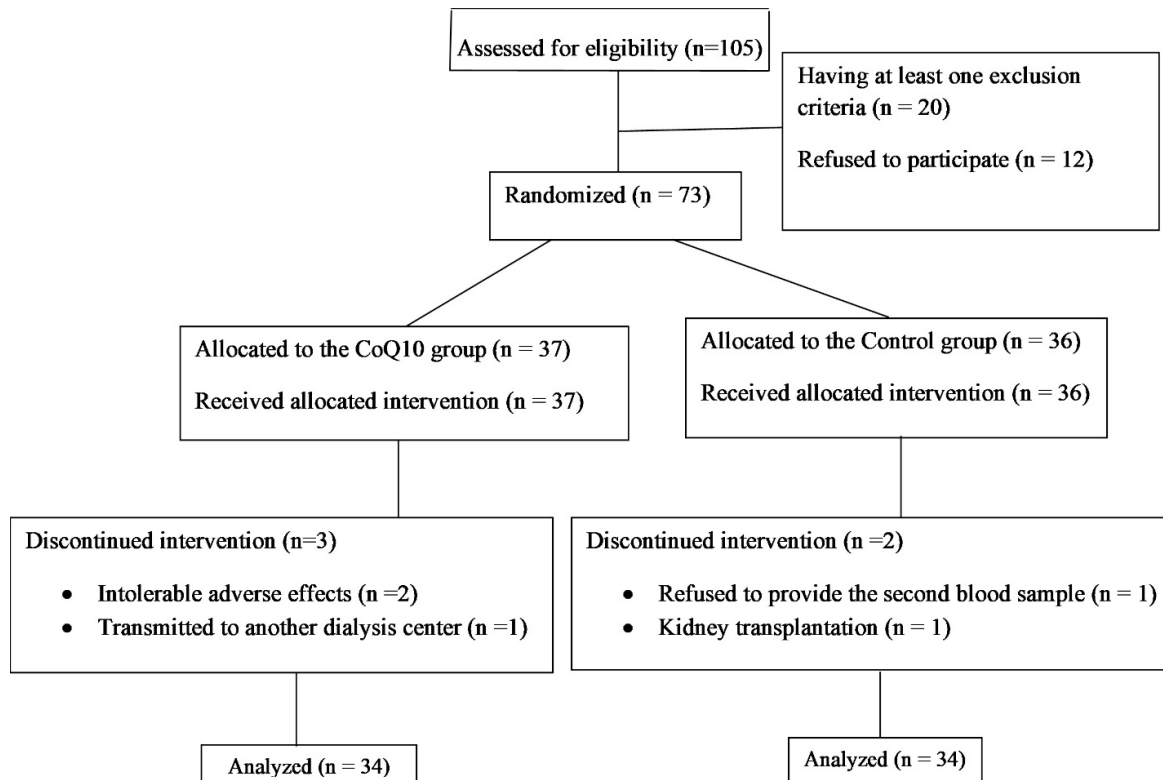 Assessed for eligibility (n=105)
Having at least one exclusion
criteria (n = 20)
Refused to participate (n = 12)
Randomized (n = 73)
Allocated to the CoQ10 group (n = 37)
Received allocated intervention (n = 37)
Allocated to the Control group (n = 36)
Received allocated intervention (n = 36)
Discontinued intervention (n=3)
• Intolerable adverse effects (n =2)
• Transmitted to another dialysis center (n =1)
Discontinued intervention (n =2)
• Refused to provide the second blood sample (n = 1)
• Kidney transplantation (n = 1)
Analyzed (n = 34)
Analyzed (n = 34)